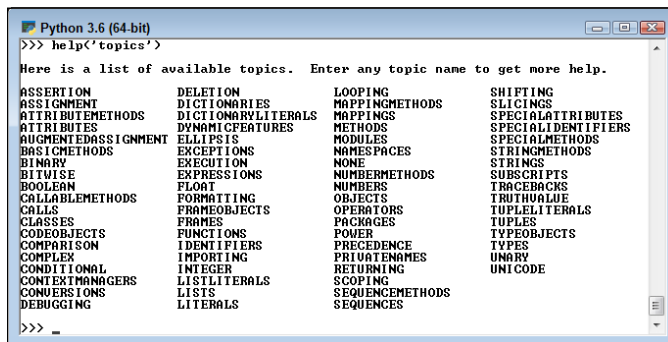 Python 3.6 (64-bit)
>>> help('topics')
Here is a list of available topics.  Enter any topic name to get more help.
ASSERTION DELETION LOOPING SHIFTING
ASSIGNMENT DICTIONARIES MAPPINGMETHODS SLICINGS
ATTRIBUTEMETHODS DICTIONARYLITERALS MAPPINGS SPECIALATTRIBUTES
ATTRIBUTES DYNAMICFEATURES METHODS SPECIALIDENTIFIERS
AUGMENTEDASSIGNMENT ELLIPSIS MODULES SPECIALMETHODS
BASICMETHODS EXCEPTIONS NAMESPACES STRINGMETHODS
BINARY EXECUTION NONE STRINGS
BITWISE EXPRESSIONS NUMBERMETHODS SUBSCRIPTS
BOOLEAN FLOAT NUMBERS TRACEBACKS
CALLABLEMETHODS FORMATTING OBJECTS TRUTHVALUE
CALLS FRAMEOBJECTS OPERATORS TUPLELITERALS
CLASSES FRAMES PACKAGES TUPLES
CODEOBJECTS FUNCTIONS POWER TYPEOBJECTS
COMPARISON IDENTIFIERS PRECEDENCE TYPES
COMPLEX IMPORTING PRIVATENAMES UNARY
CONDITIONAL INTEGER RETURNING UNICODE
CONTEXTMANAGERS LISTLITERALS SCOPING
CONVERSIONS LISTS SEQUENCEMETHODS
DEBUGGING LITERALS SEQUENCES
>>> _